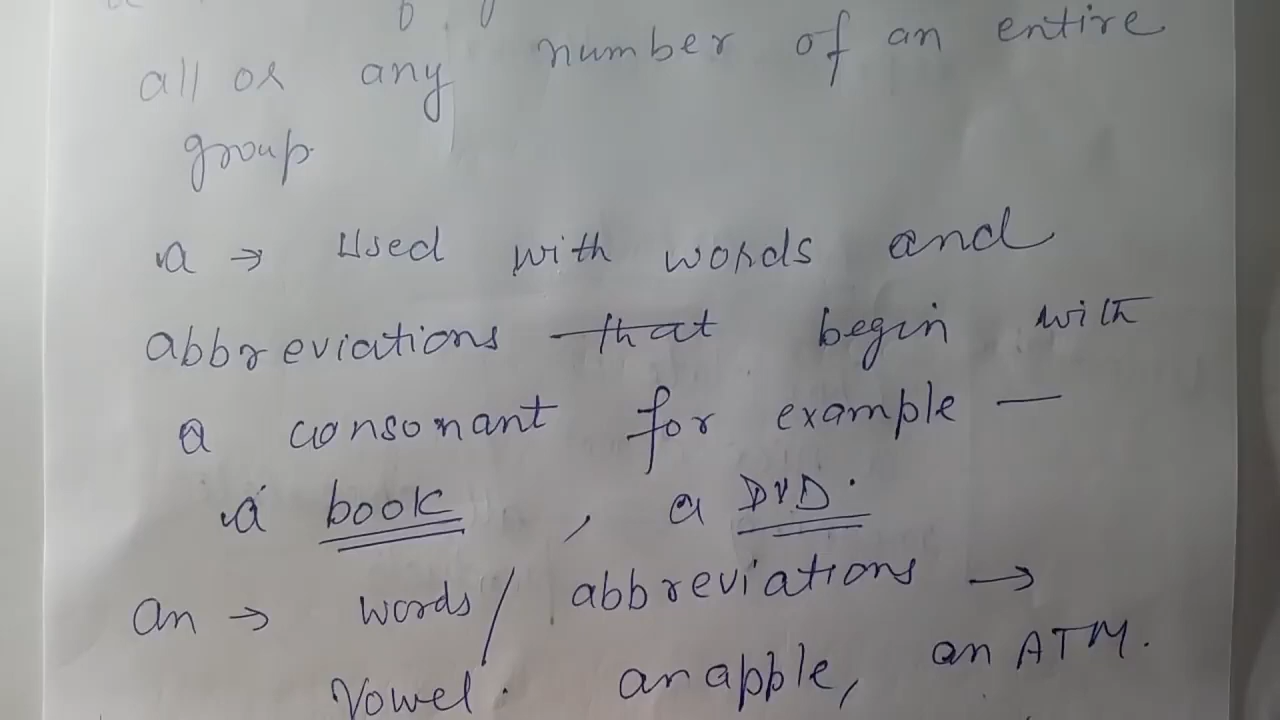 all or any number of an entire
group.
a → Used with words and
abbreviations that begin with
a consonant for example —
a book, a DVD.
an → words/ abbreviations →
Vowel. an apple, an ATM.